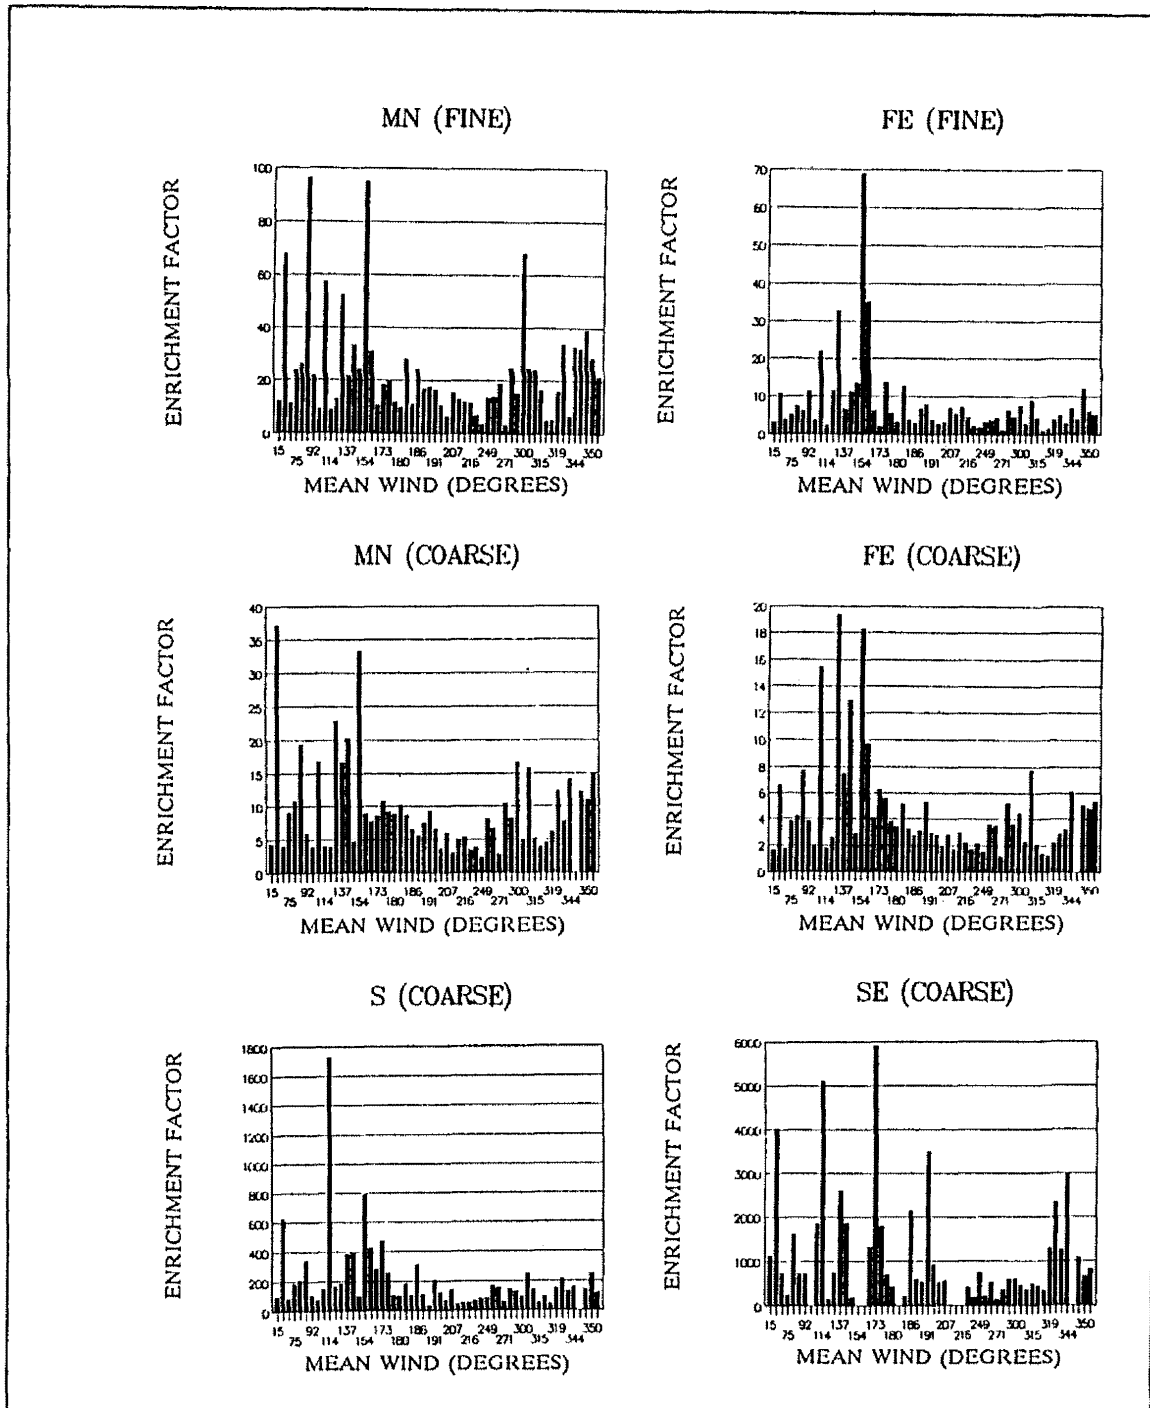 MN (FINE)
FE (FINE)
ENRICHMENT FACTOR
100
80
60
40
20
0
15 92 137 173 186 207 249 300 319 350
75 114 154 180 191 216 271 315 344
MEAN WIND (DEGREES)
ENRICHMENT FACTOR
70
60
50
40
30
20
10
0
15 92 137 173 186 207 249 300 319 350
75 114 154 180 191 216 271 315 344
MEAN WIND (DEGREES)
MN (COARSE)
FE (COARSE)
ENRICHMENT FACTOR
40
35
30
25
20
15
10
5
0
15 92 137 173 186 207 249 300 319 350
75 114 154 180 191 216 271 315 344
MEAN WIND (DEGREES)
ENRICHMENT FACTOR
20
18
16
14
12
10
8
6
4
2
0
15 92 137 173 186 207 249 300 319 350
75 114 154 180 191 216 271 315 344
MEAN WIND (DEGREES)
S (COARSE)
SE (COARSE)
ENRICHMENT FACTOR
1800
1600
1400
1200
1000
800
600
400
200
0
15 92 137 173 186 207 249 300 319 350
75 114 154 180 191 216 271 315 344
MEAN WIND (DEGREES)
ENRICHMENT FACTOR
6000
5000
4000
3000
2000
1000
0
15 92 137 173 186 207 249 300 319 350
75 114 154 180 191 216 271 315 344
MEAN WIND (DEGREES)